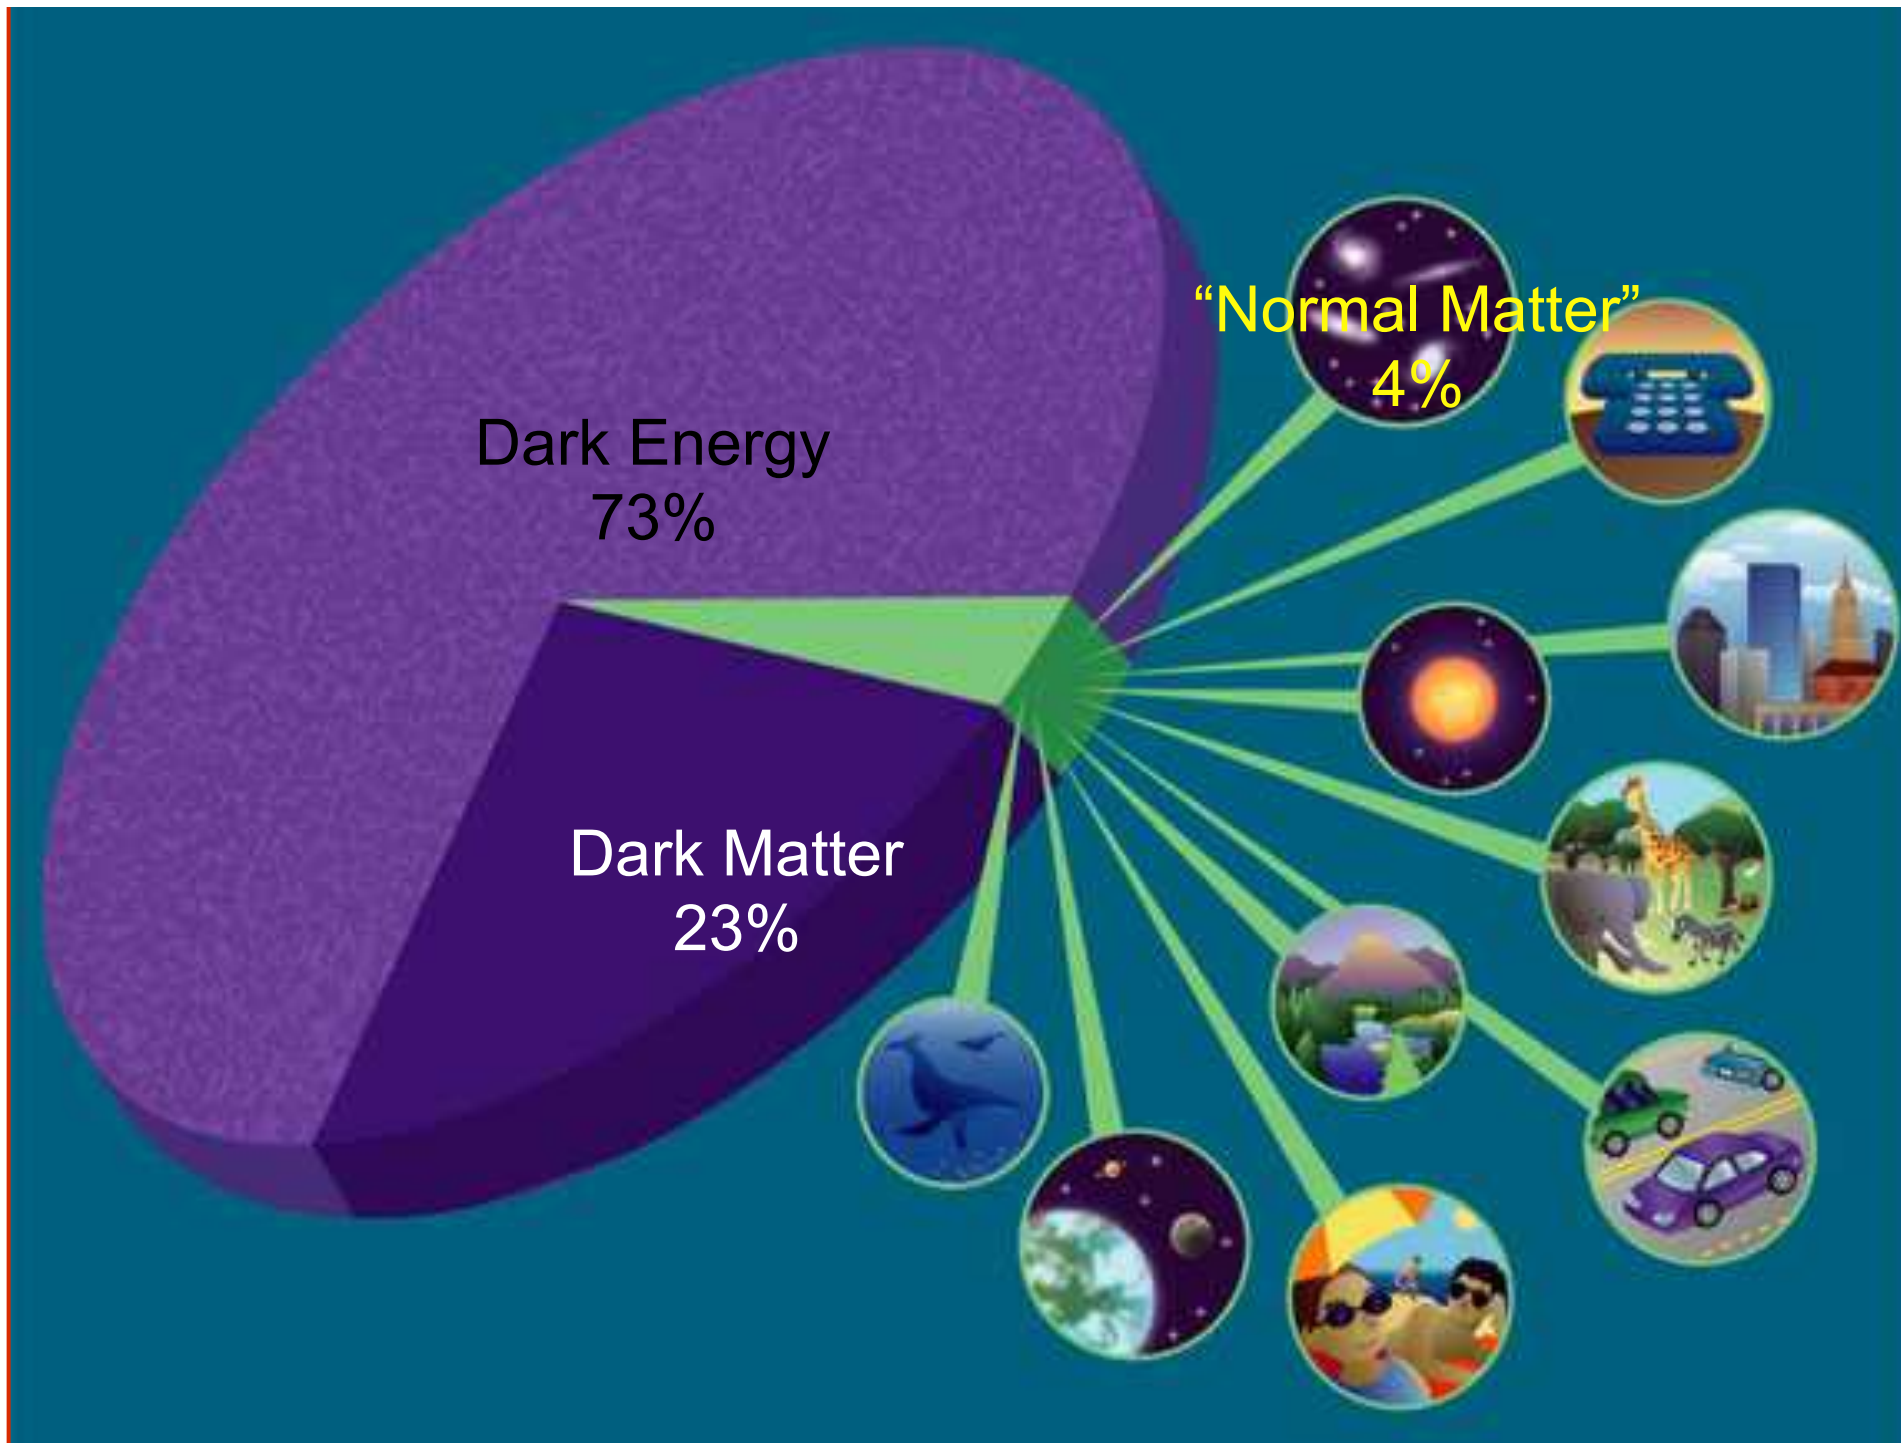 “Normal Matter”
4%
Dark Energy
73%
Dark Matter
23%